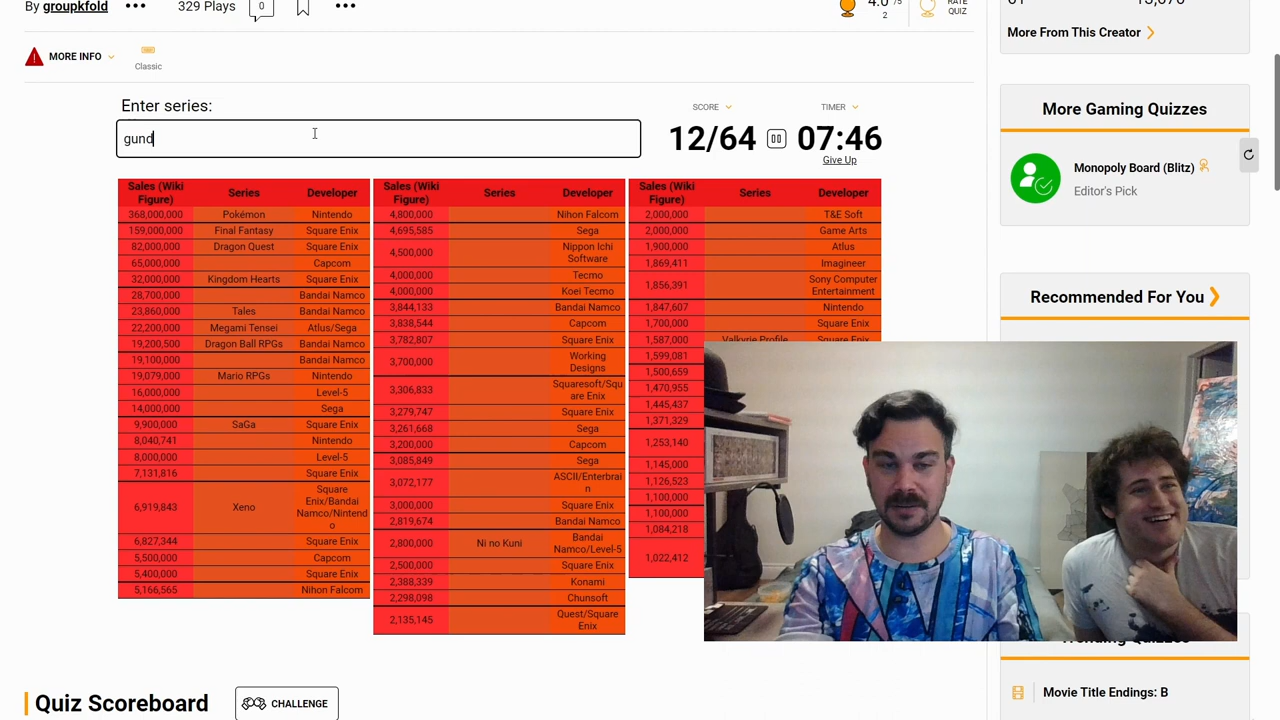 By groupkfold ••• 329 Plays 0 •••
4.0 /5
2
RATE
QUIZ
MORE INFO
Classic
Enter series:
gund
SCORE
12/64
TIMER
07:46
Give Up
Sales (Wiki Figure) Series Developer
368,000,000 Pokémon Nintendo
159,000,000 Final Fantasy Square Enix
82,000,000 Dragon Quest Square Enix
65,000,000 Capcom
32,000,000 Kingdom Hearts Square Enix
28,700,000 Bandai Namco
23,860,000 Tales Bandai Namco
22,200,000 Megami Tensei Atlus/Sega
19,200,500 Dragon Ball RPGs Bandai Namco
19,100,000 Bandai Namco
19,079,000 Mario RPGs Nintendo
16,000,000 Level-5
14,000,000 Sega
9,900,000 SaGa Square Enix
8,040,741 Nintendo
8,000,000 Level-5
7,131,816 Square Enix
6,919,843 Xeno Square Enix/Bandai Namco/Nintendo
6,827,344 Square Enix
5,500,000 Capcom
5,400,000 Square Enix
5,166,565 Nihon Falcom
Sales (Wiki Figure) Series Developer
4,800,000 Nihon Falcom
4,695,585 Sega
4,500,000 Nippon Ichi Software
4,000,000 Tecmo
4,000,000 Koei Tecmo
3,844,133 Bandai Namco
3,838,544 Capcom
3,782,807 Square Enix
3,700,000 Working Designs
3,306,833 Squaresoft/Square Enix
3,279,747 Square Enix
3,261,668 Sega
3,200,000 Capcom
3,085,849 Sega
3,072,177 ASCII/Enterbrain
3,000,000 Square Enix
2,819,674 Bandai Namco
2,800,000 Ni no Kuni Bandai Namco/Level-5
2,500,000 Square Enix
2,388,339 Konami
2,298,098 Chunsoft
2,135,145 Quest/Square Enix
Sales (Wiki Figure) Series Developer
2,000,000 T&E Soft
2,000,000 Game Arts
1,900,000 Atlus
1,869,411 Imagineer
1,856,391 Sony Computer Entertainment
1,847,607 Nintendo
1,700,000 Square Enix
1,587,000 Valkyrie Profile Square Enix
1,599,081
1,500,659
1,470,955
1,445,437
1,371,329
1,253,140
1,145,000
1,126,523
1,100,000
1,100,000
1,084,218
1,022,412
More From This Creator
More Gaming Quizzes
Monopoly Board (Blitz)
Editor's Pick
Recommended For You
Movie Title Endings: B
Quiz Scoreboard
CHALLENGE